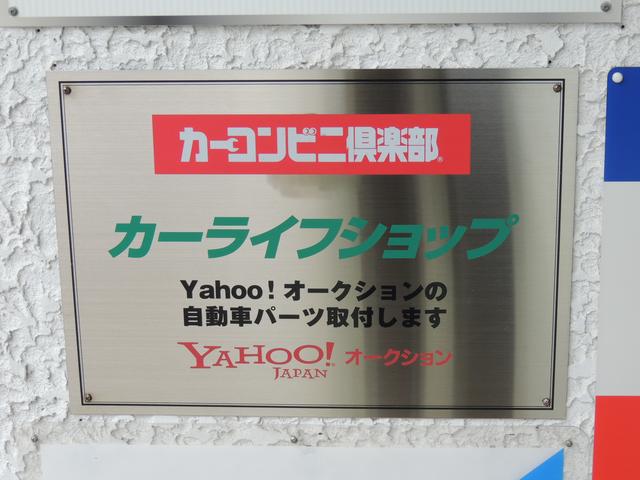 カーコンビニ倶楽部®
カーライフショップ
Yahoo!オークションの
自動車パーツ取付します
YAHOO! オークション
JAPAN